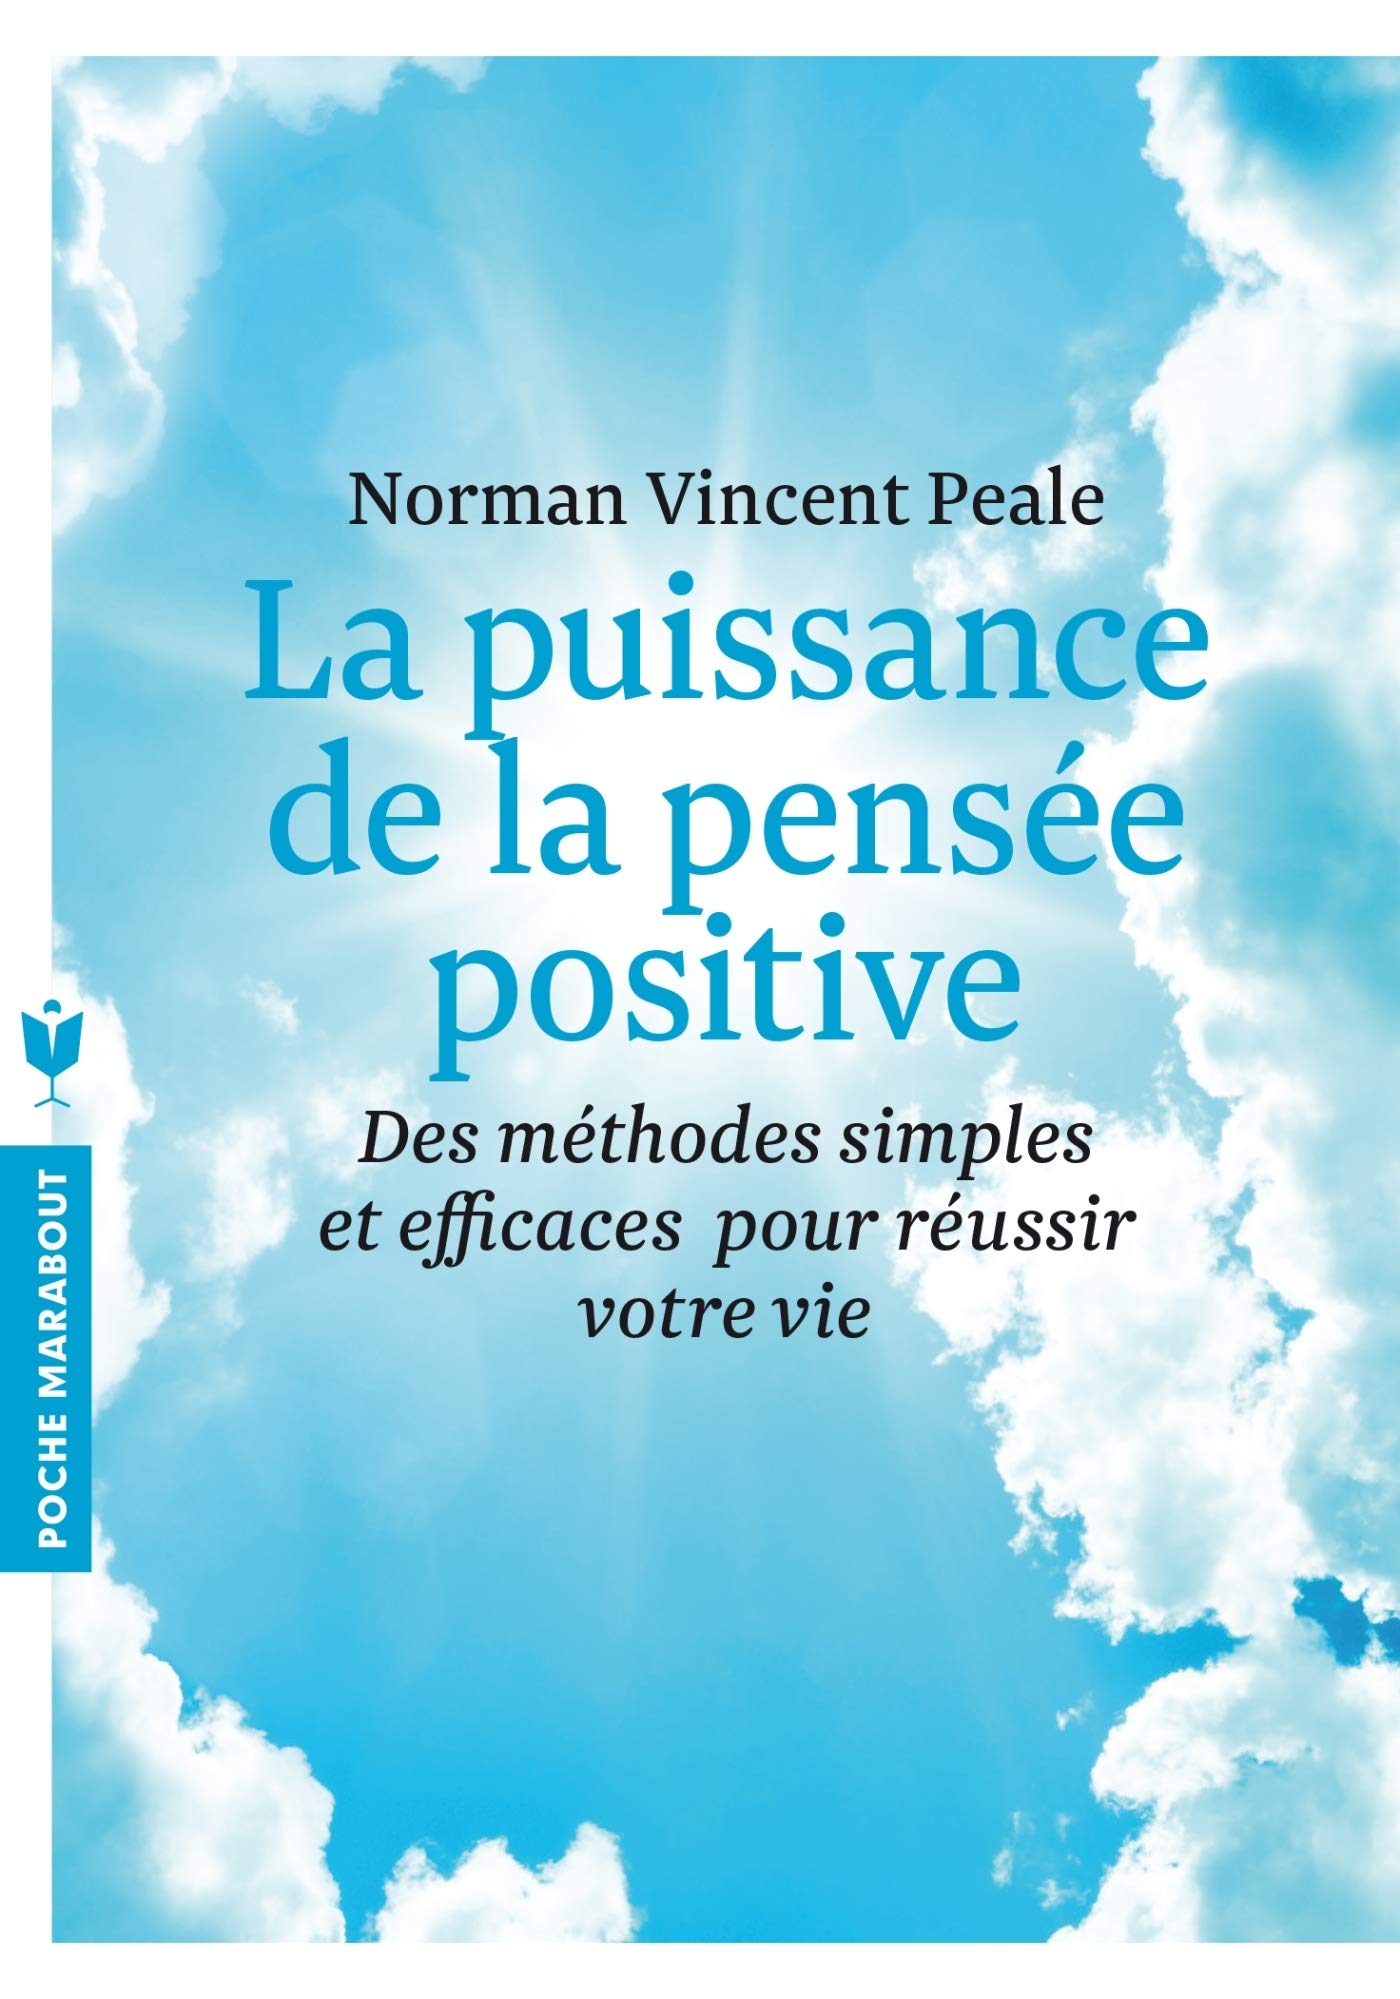 Norman Vincent Peale
La puissance
de la pensée
positive
Des méthodes simples
et efficaces pour réussir
votre vie
POCHE MARABOUT